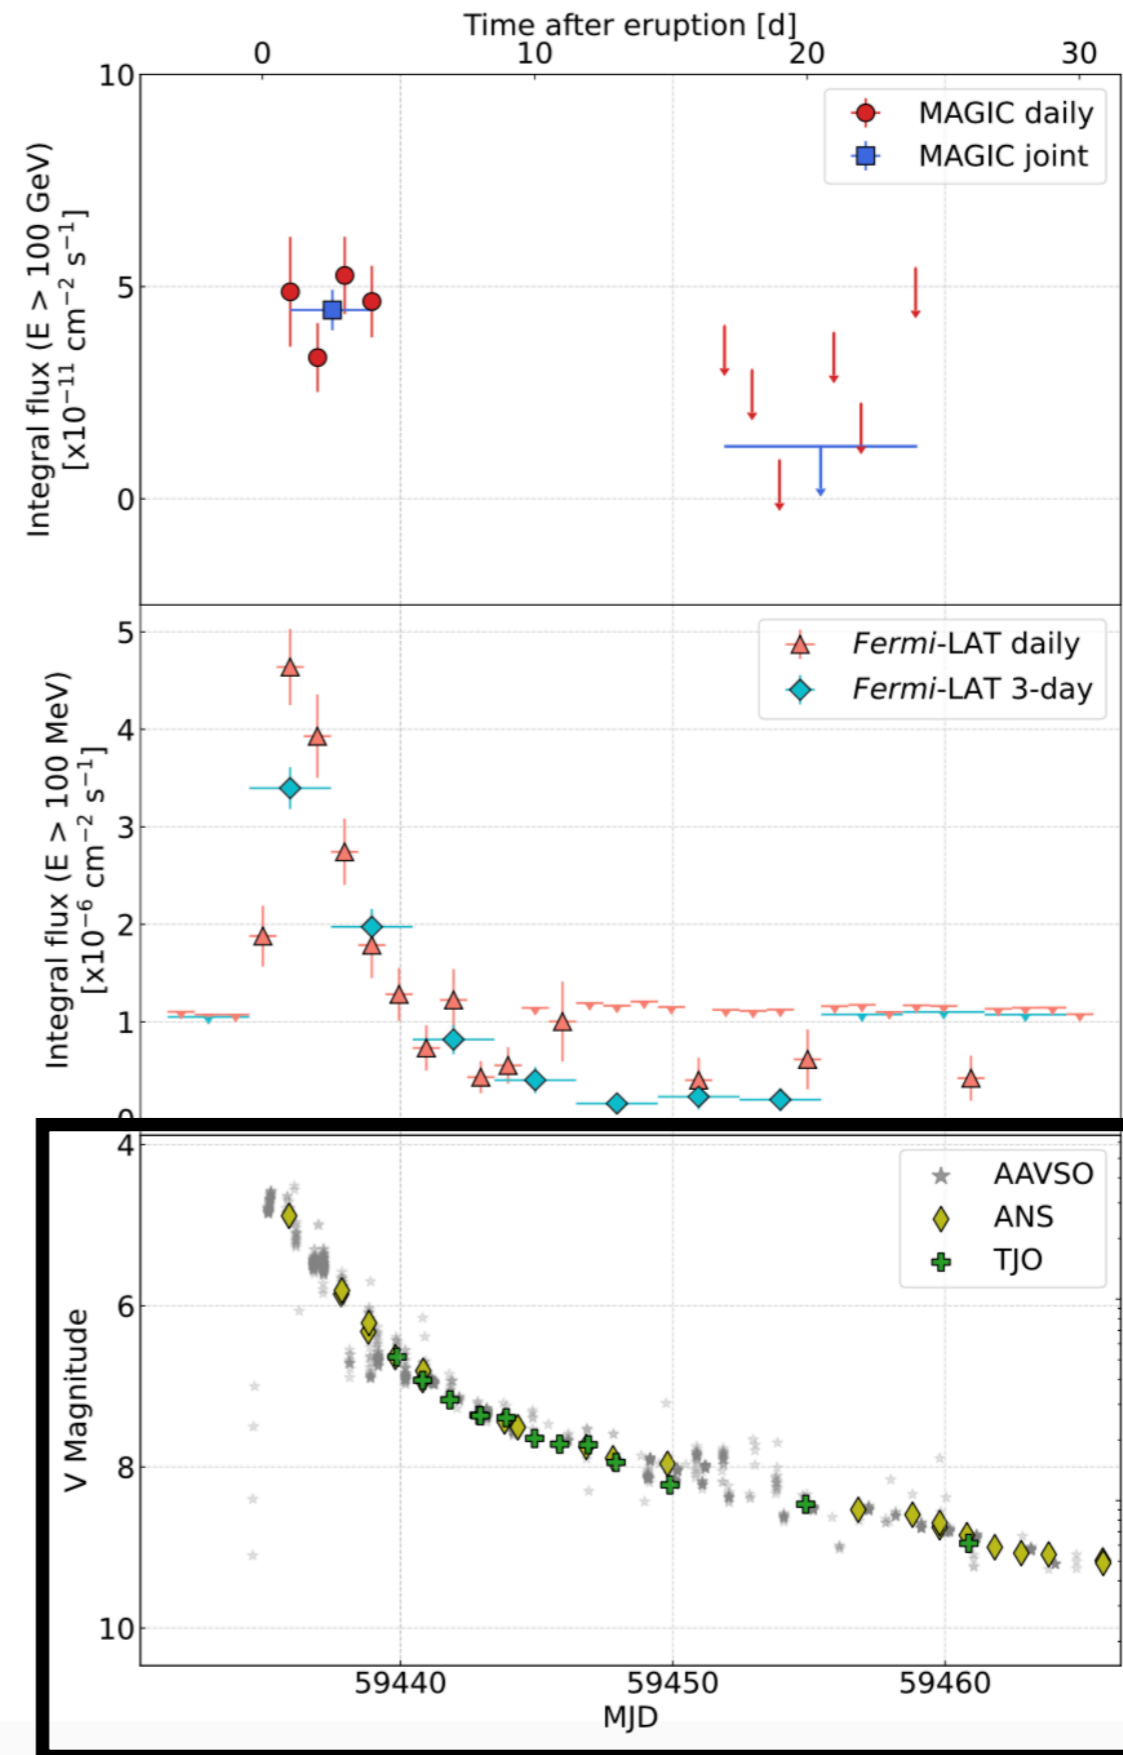 Time after eruption [d]
0 10 20 30
10
5
0
Integral flux (E > 100 GeV)
[x10⁻¹¹ cm⁻² s⁻¹]
MAGIC daily
MAGIC joint
5
4
3
2
1
0
Integral flux (E > 100 MeV)
[x10⁻⁶ cm⁻² s⁻¹]
Fermi-LAT daily
Fermi-LAT 3-day
4
6
8
10
V Magnitude
AAVSO
ANS
TJO
59440 59450 59460
MJD